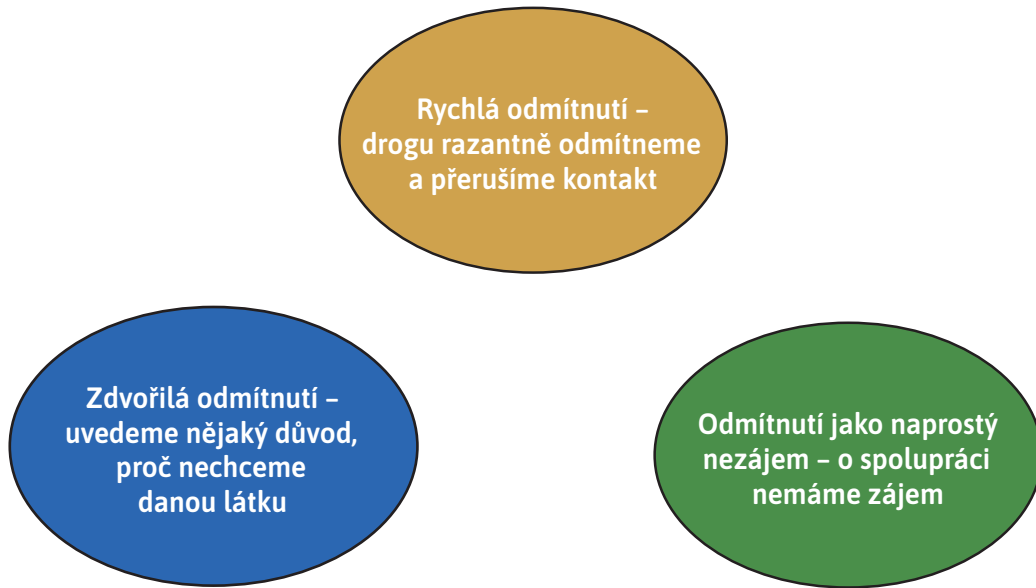 Rychlá odmítnutí –
drogu razantně odmítneme
a přerušíme kontakt
Zdvořilá odmítnutí –
uvedeme nějaký důvod,
proč nechceme
danou látku
Odmítnutí jako naprostý
nezájem – o spolupráci
nemáme zájem